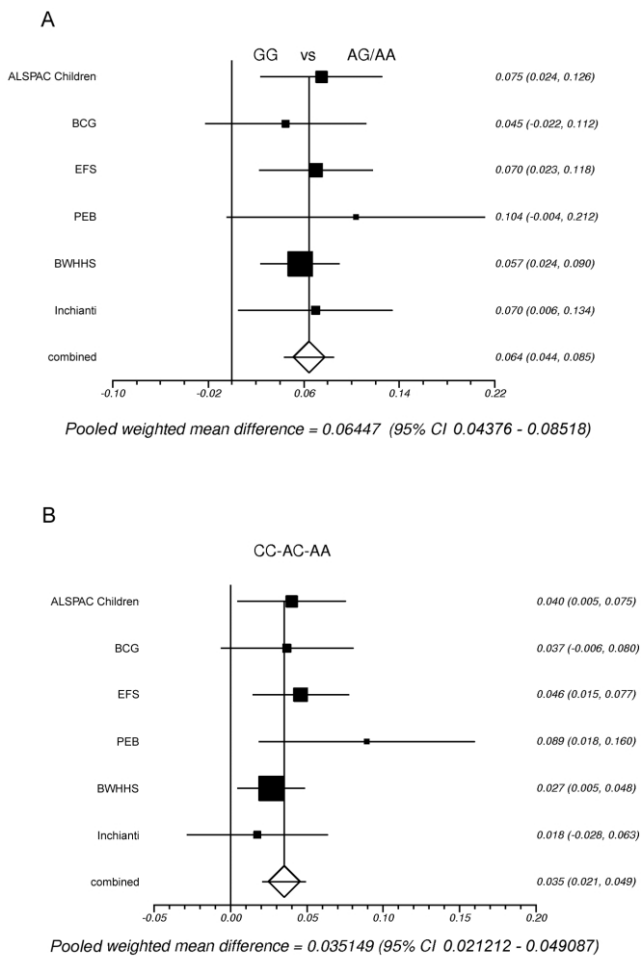 A
GG vs AG/AA
ALSPAC Children 0.075 (0.024, 0.126)
BCG 0.045 (-0.022, 0.112)
EFS 0.070 (0.023, 0.118)
PEB 0.104 (-0.004, 0.212)
BWHHS 0.057 (0.024, 0.090)
Inchianti 0.070 (0.006, 0.134)
combined 0.064 (0.044, 0.085)
-0.10 -0.02 0.06 0.14 0.22
Pooled weighted mean difference = 0.06447 (95% CI 0.04376 - 0.08518)
B
CC-AC-AA
ALSPAC Children 0.040 (0.005, 0.075)
BCG 0.037 (-0.006, 0.080)
EFS 0.046 (0.015, 0.077)
PEB 0.089 (0.018, 0.160)
BWHHS 0.027 (0.005, 0.048)
Inchianti 0.018 (-0.028, 0.063)
combined 0.035 (0.021, 0.049)
-0.05 0.00 0.05 0.10 0.15 0.20
Pooled weighted mean difference = 0.035149 (95% CI 0.021212 - 0.049087)